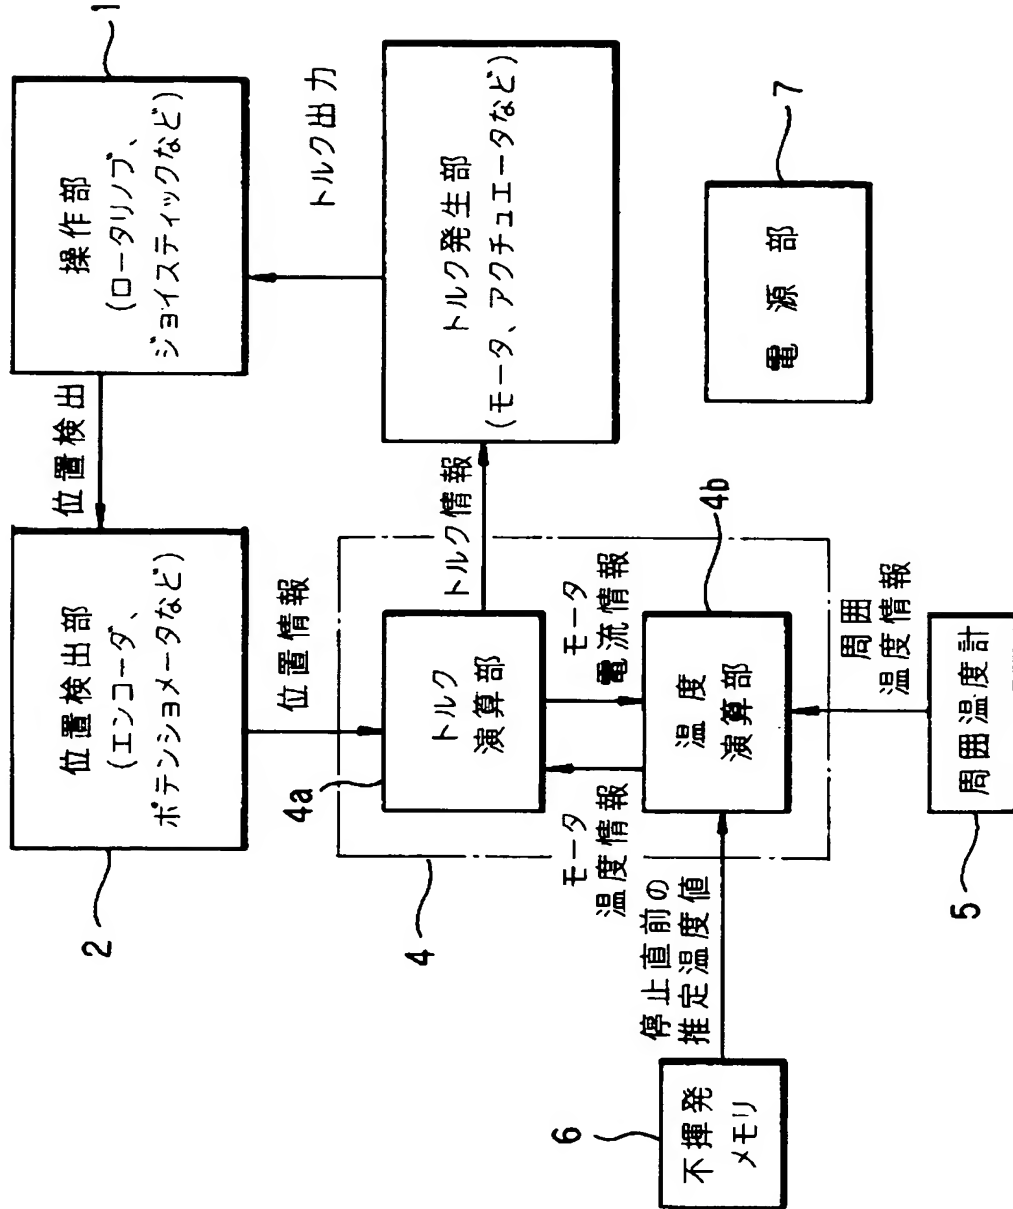 2
位置検出部
(エンコーダ、
ポテンショメータなど)
位置検出
1
操作部
(ロータリノブ、
ジョイスティックなど)
位置情報
トルク出力
4
4a
トルク
演算部
トルク情報
トルク発生部
(モータ、アクチュエータなど)
モータ
温度情報
モータ
電流情報
6
不揮発
メモリ
停止直前の
推定温度値
温度
演算部
4b
7
電源部
周囲
温度情報
5
周囲温度計